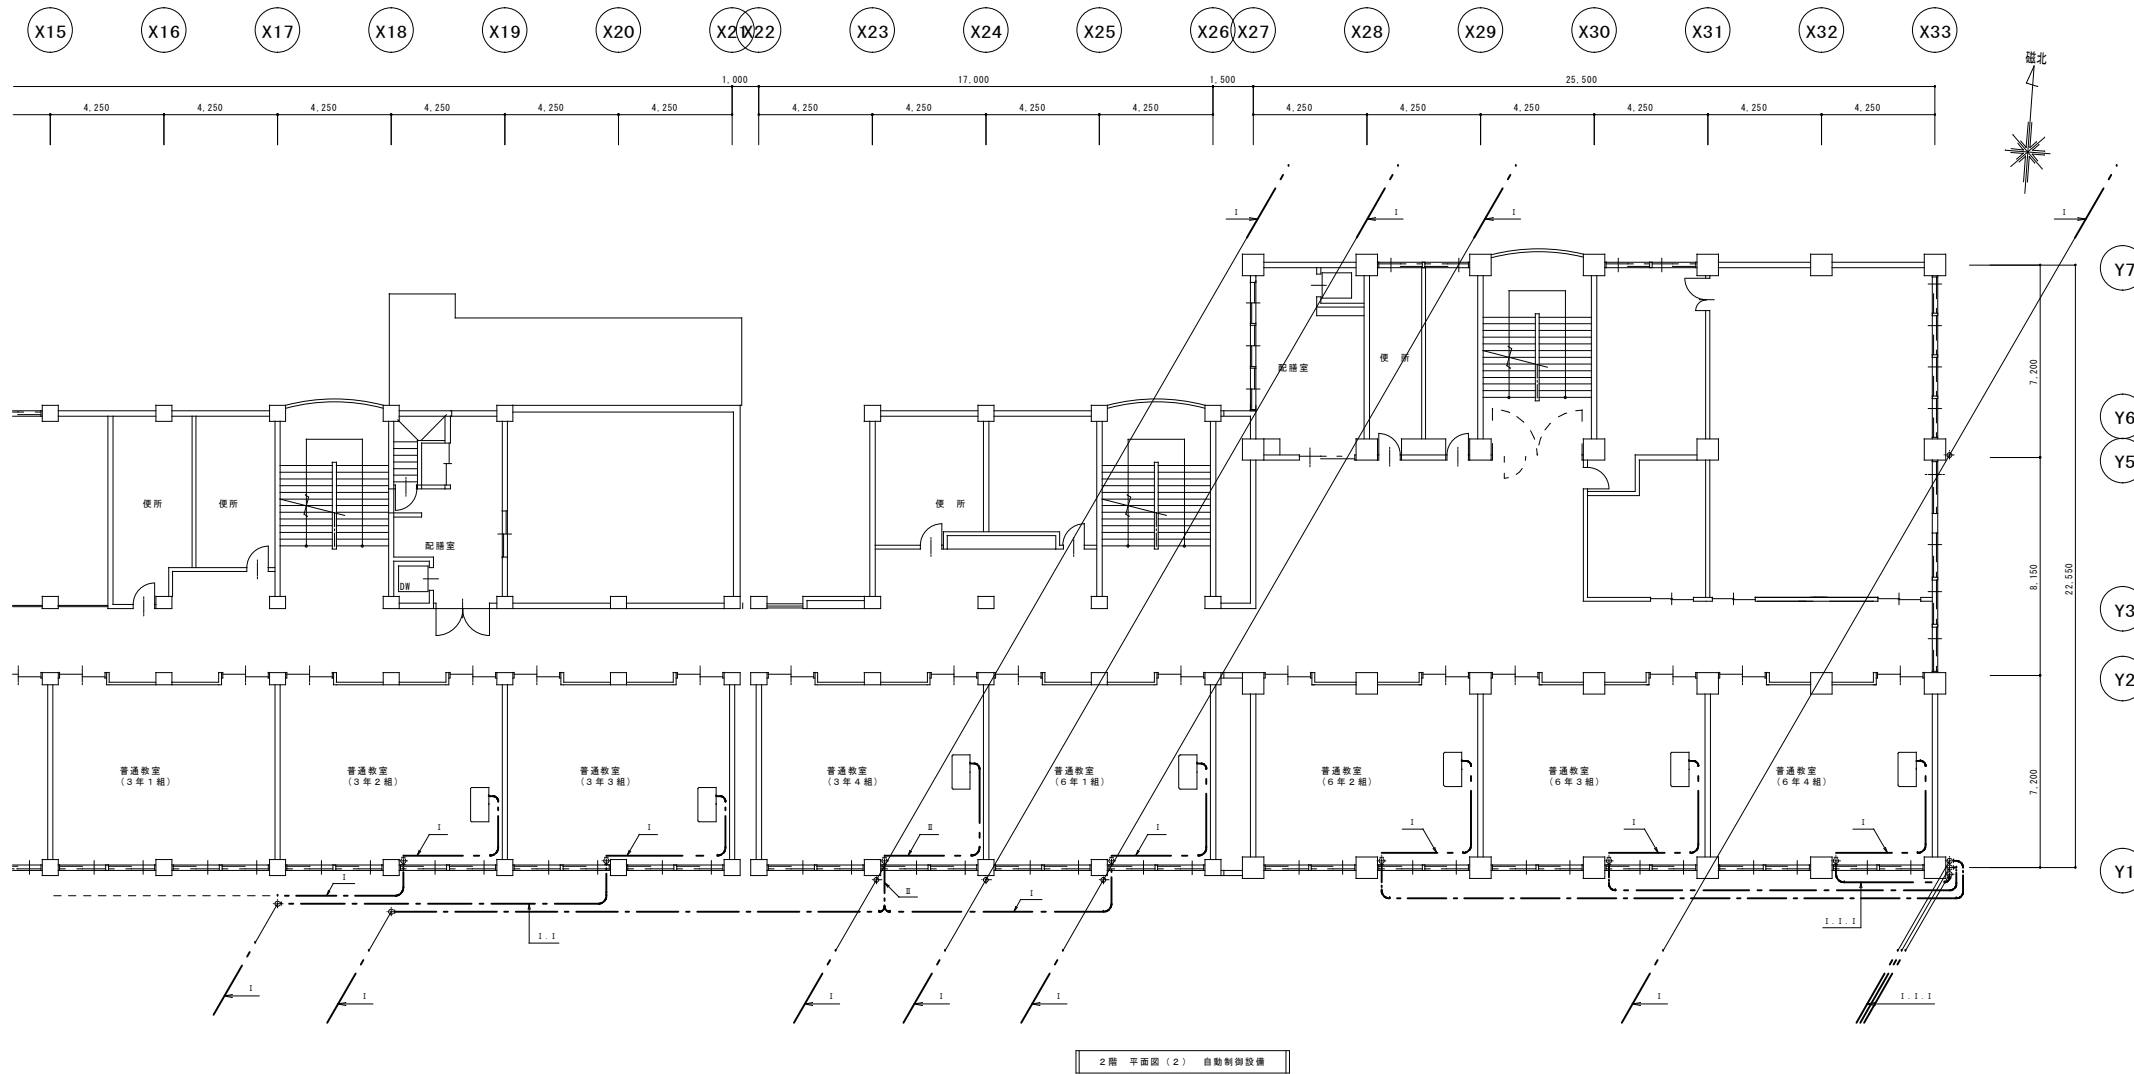 X15 X16 X17 X18 X19 X20 X21 X22 X23 X24 X25 X26 X27 X28 X29 X30 X31 X32 X33
磁北
1,000 17,000 1,500 25,500
4,250 4,250 4,250 4,250 4,250 4,250 4,250 4,250 4,250 4,250 4,250 4,250 4,250 4,250 4,250 4,250
I I I I
Y7
7,200
配膳室
便 所
Y6
Y5
便所 便所
便 所
配膳室
DW
8,150
22,550
Y3
Y2
普通教室 普通教室 普通教室 普通教室 普通教室 普通教室 普通教室 普通教室
(3年1組) (3年2組) (3年3組) (3年4組) (6年1組) (6年2組) (6年3組) (6年4組)
7,200
I I II I I I I
Y1
I II I
I.I I.I.I
I I I I I I I.I.I
2階 平面図(2) 自動制御設備